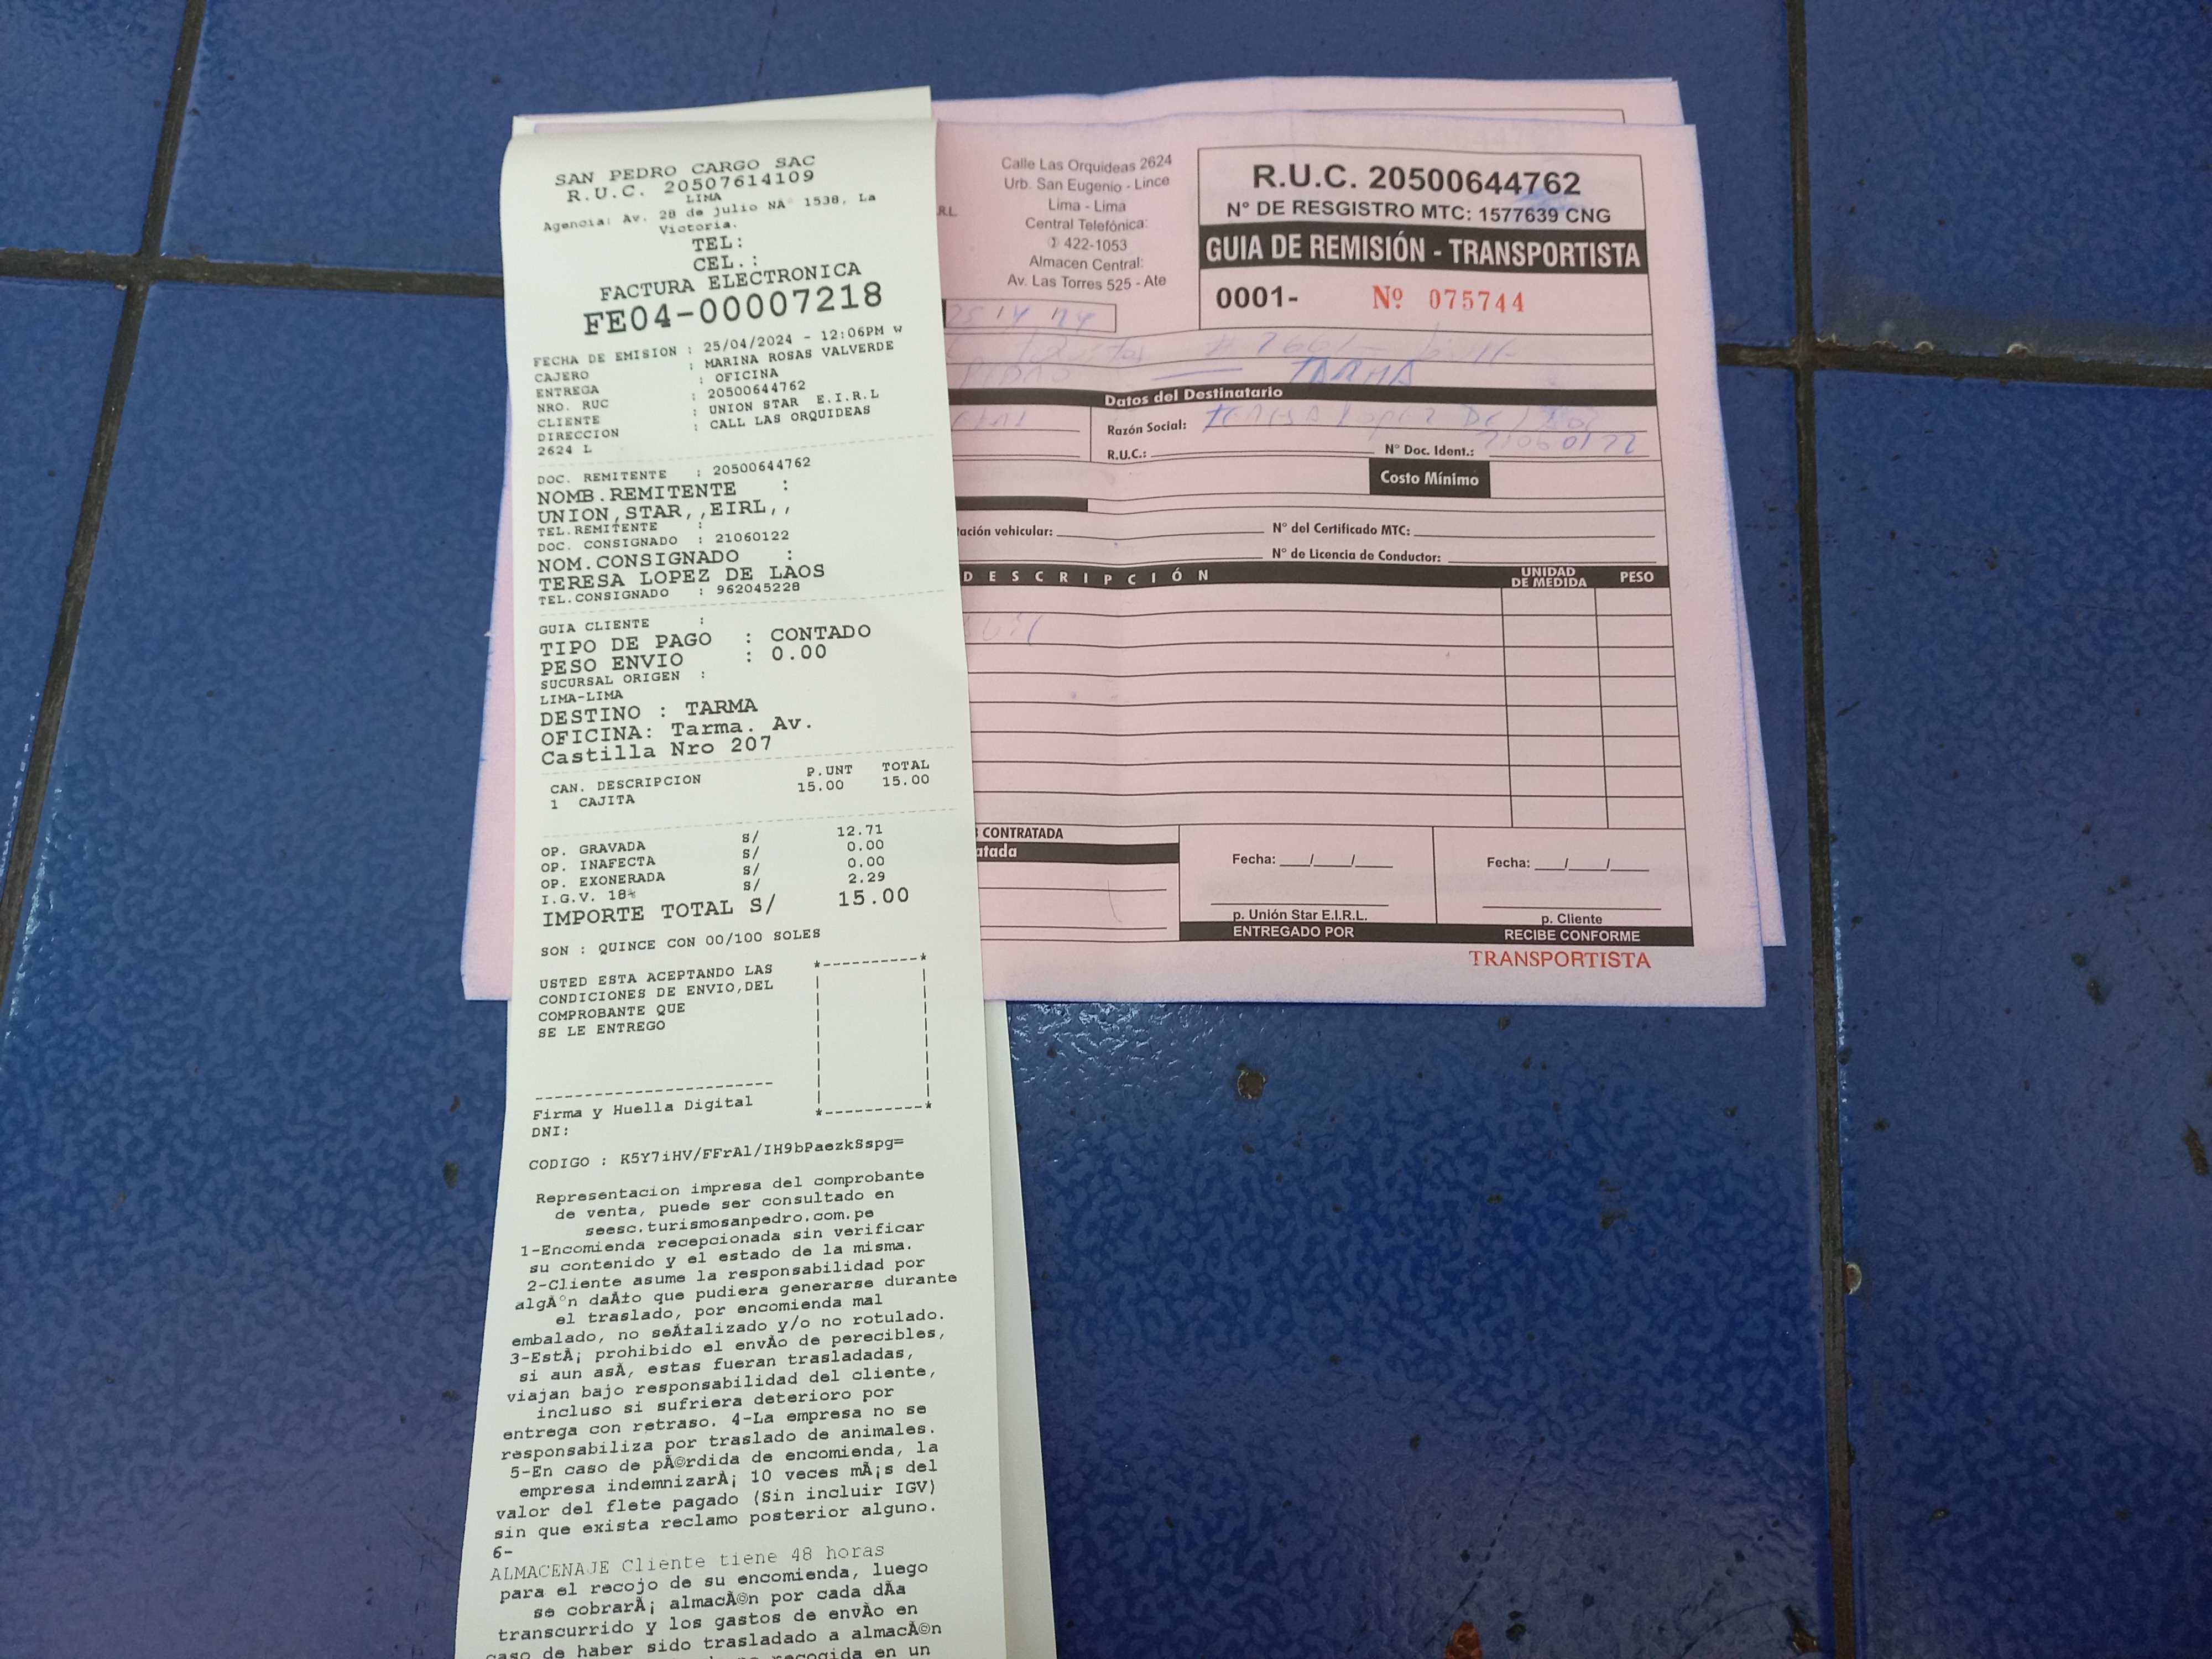 SAN PEDRO CARGO SAC
R.U.C. 20507614109
LIMA
Agencia: Av. 28 de julio NÂ° 1538, La
Victoria.
TEL:
CEL.:
FACTURA ELECTRONICA
FE04-00007218
FECHA DE EMISION : 25/04/2024 - 12:06PM w
CAJERO : MARINA ROSAS VALVERDE
ENTREGA : OFICINA
NRO. RUC : 20500644762
CLIENTE : UNION STAR E.I.R.L
DIRECCION : CALL LAS ORQUIDEAS
2624 L
DOC. REMITENTE : 20500644762
NOMB.REMITENTE :
UNION,STAR,,EIRL,,
TEL.REMITENTE :
DOC. CONSIGNADO : 21060122
NOM.CONSIGNADO :
TERESA LOPEZ DE LAOS
TEL.CONSIGNADO : 962045228
GUIA CLIENTE :
TIPO DE PAGO : CONTADO
PESO ENVIO : 0.00
SUCURSAL ORIGEN :
LIMA-LIMA
DESTINO : TARMA
OFICINA: Tarma. Av.
Castilla Nro 207
CAN. DESCRIPCION P.UNT TOTAL
1 CAJITA 15.00 15.00
OP. GRAVADA S/ 12.71
OP. INAFECTA S/ 0.00
OP. EXONERADA S/ 0.00
I.G.V. 18% S/ 2.29
IMPORTE TOTAL S/ 15.00
SON : QUINCE CON 00/100 SOLES
USTED ESTA ACEPTANDO LAS
CONDICIONES DE ENVIO,DEL
COMPROBANTE QUE
SE LE ENTREGO
Firma y Huella Digital
DNI:
CODIGO : K5Y7iHV/FFrAl/IH9bPaezkSspg=
Representacion impresa del comprobante
de venta, puede ser consultado en
seesc.turismosanpedro.com.pe
1-Encomienda recepcionada sin verificar
su contenido y el estado de la misma.
2-Cliente asume la responsabilidad por
algÃºn daÃ±o que pudiera generarse durante
el traslado, por encomienda mal
embalado, no seÃ±alizado y/o no rotulado.
3-EstÃ¡ prohibido el envÃo de perecibles,
si aun asÃ, estas fueran trasladadas,
viajan bajo responsabilidad del cliente,
incluso si sufriera deterioro por
entrega con retraso. 4-La empresa no se
responsabiliza por traslado de animales.
5-En caso de pÃ©rdida de encomienda, la
empresa indemnizarÃ¡ 10 veces mÃ¡s del
valor del flete pagado (Sin incluir IGV)
sin que exista reclamo posterior alguno.
6-
ALMACENAJE Cliente tiene 48 horas
para el recojo de su encomienda, luego
se cobrarÃ¡ almacÃ©n por cada dÃa
transcurrido y los gastos de envÃo en
caso de haber sido trasladado a almacÃ©n
recogida en un
R.L.
Calle Las Orquideas 2624
Urb. San Eugenio - Lince
Lima - Lima
Central Telefónica:
422-1053
Almacen Central:
Av. Las Torres 525 - Ate
R.U.C. 20500644762
N° DE RESGISTRO MTC: 1577639 CNG
GUIA DE REMISIÓN - TRANSPORTISTA
0001- Nº 075744
TARMA
Datos del Destinatario
Razón Social:
R.U.C.: N° Doc. Ident.: 21060122
Costo Mínimo
ación vehicular: N° del Certificado MTC:
N° de Licencia de Conductor:
DESCRIPCIÓN UNIDAD DE MEDIDA PESO
CONTRATADA
atada
Fecha: __/__/__ Fecha: __/__/__
p. Unión Star E.I.R.L. p. Cliente
ENTREGADO POR RECIBE CONFORME
TRANSPORTISTA